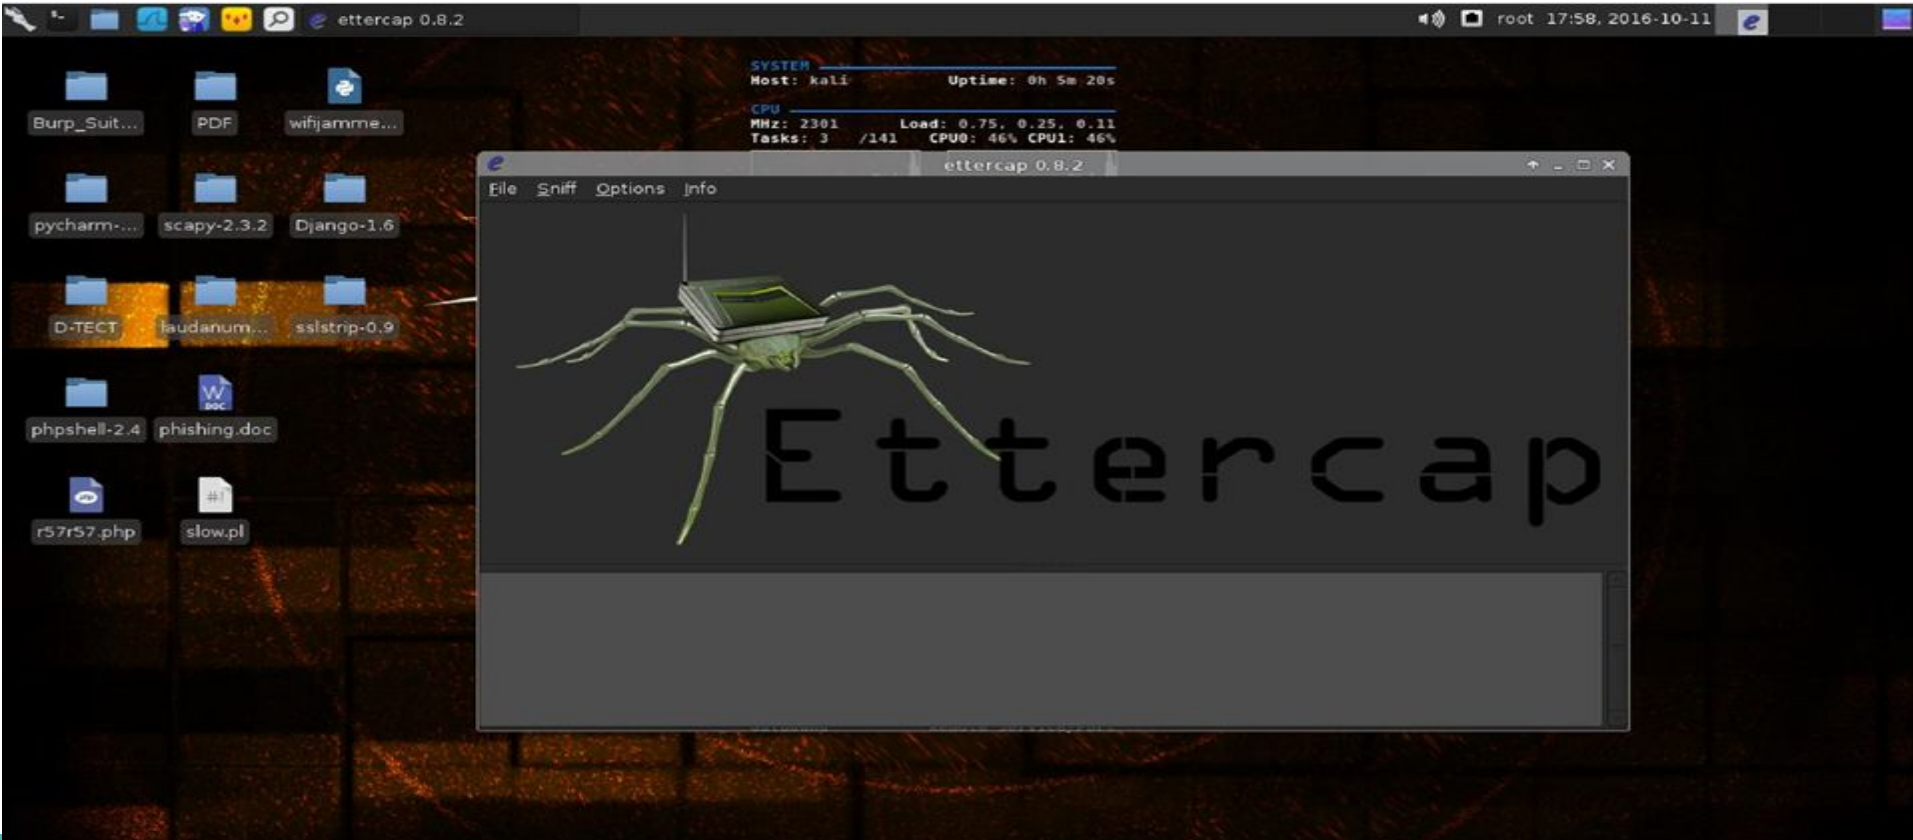 ettercap 0.8.2
root 17:58, 2016-10-11
SYSTEM
Host: kali Uptime: 0h 5m 20s
CPU
MHz: 2301 Load: 0.75, 0.25, 0.11
Tasks: 3 /141 CPU0: 46% CPU1: 46%
Burp_Suit... PDF wifijamme...
pycharm-... scapy-2.3.2 Django-1.6
D-TECT laudanum... sslstrip-0.9
phpshell-2.4 phishing.doc
r57r57.php slow.pl
ettercap 0.8.2
File Sniff Options Info
Ettercap